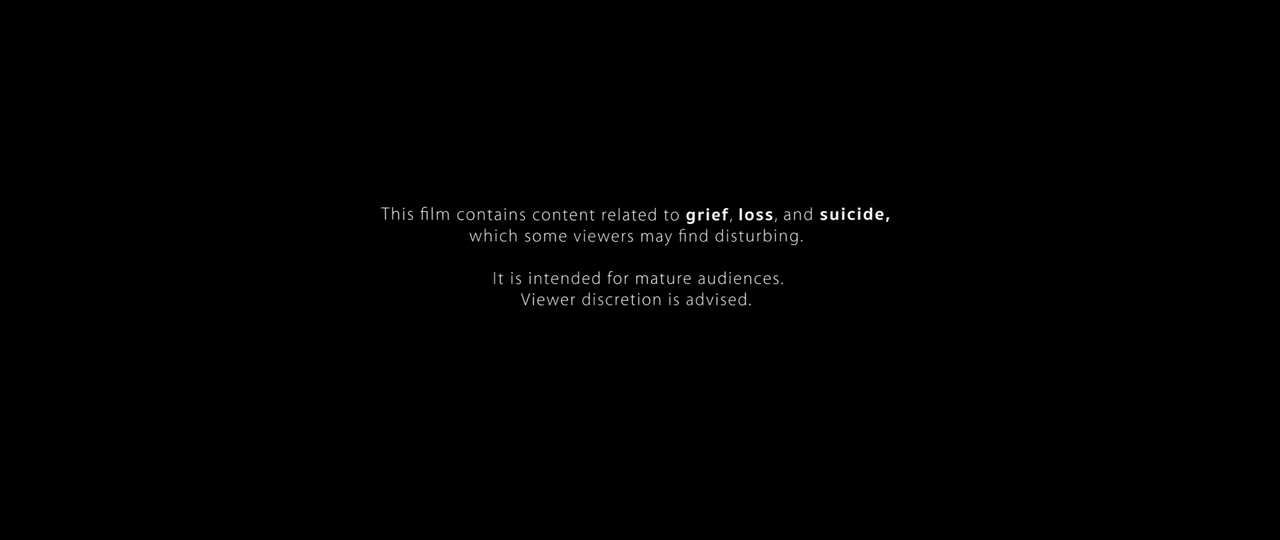 This film contains content related to grief, loss, and suicide,
which some viewers may find disturbing.
It is intended for mature audiences.
Viewer discretion is advised.